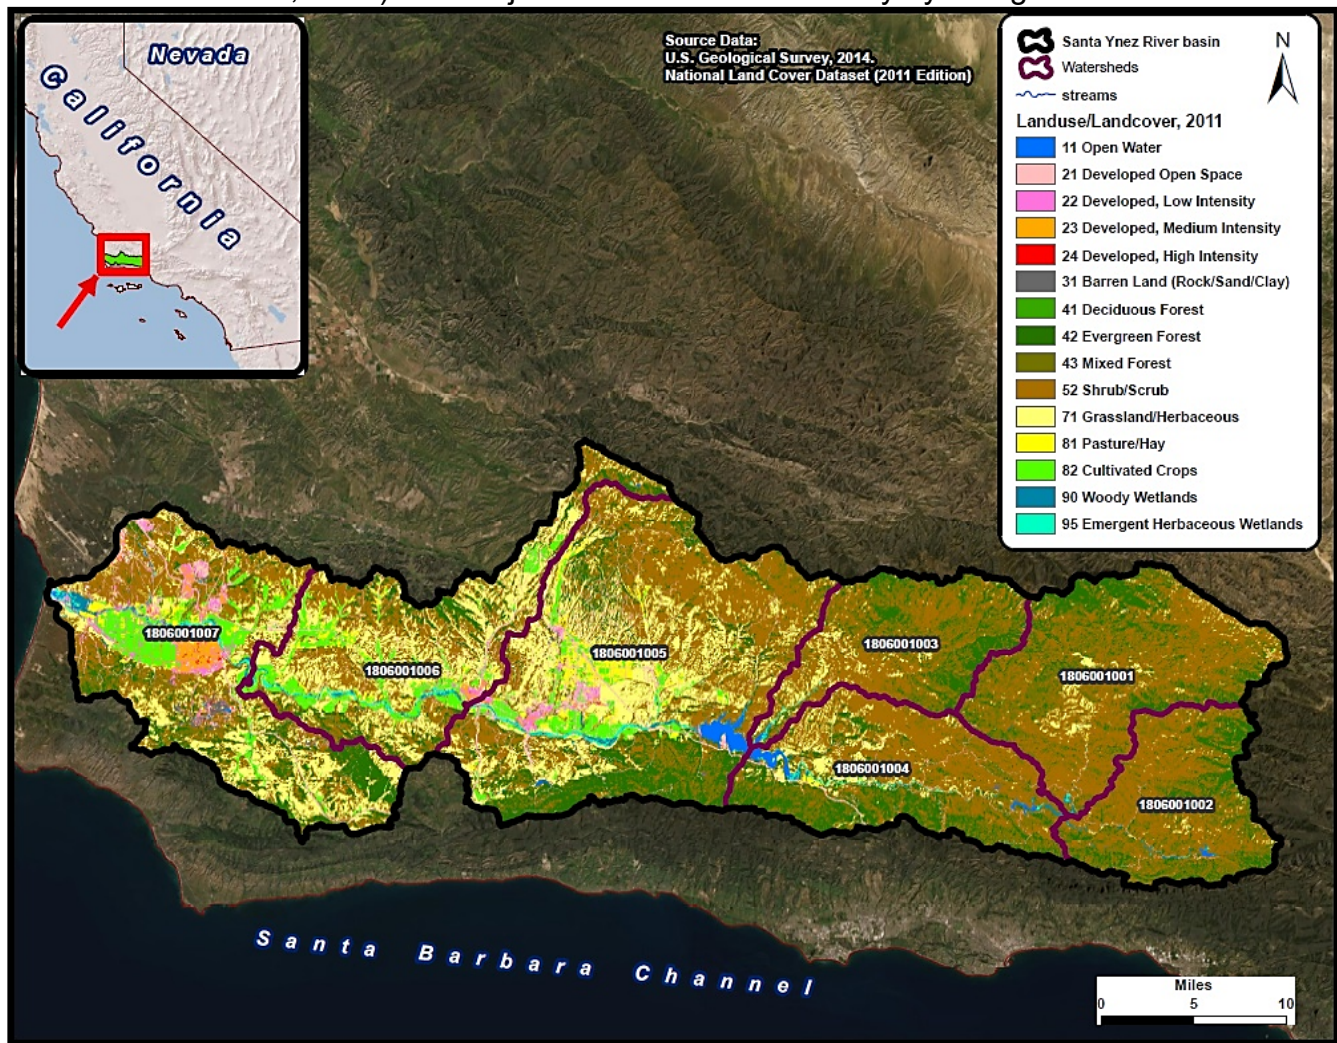 Nevada
California
Source Data:
U.S. Geological Survey, 2014.
National Land Cover Dataset (2011 Edition)
Santa Ynez River basin
Watersheds
streams
N
Landuse/Landcover, 2011
11 Open Water
21 Developed Open Space
22 Developed, Low Intensity
23 Developed, Medium Intensity
24 Developed, High Intensity
31 Barren Land (Rock/Sand/Clay)
41 Deciduous Forest
42 Evergreen Forest
43 Mixed Forest
52 Shrub/Scrub
71 Grassland/Herbaceous
81 Pasture/Hay
82 Cultivated Crops
90 Woody Wetlands
95 Emergent Herbaceous Wetlands
1806001007
1806001006
1806001005
1806001003
1806001001
1806001004
1806001002
Santa Barbara Channel
Miles
0 5 10